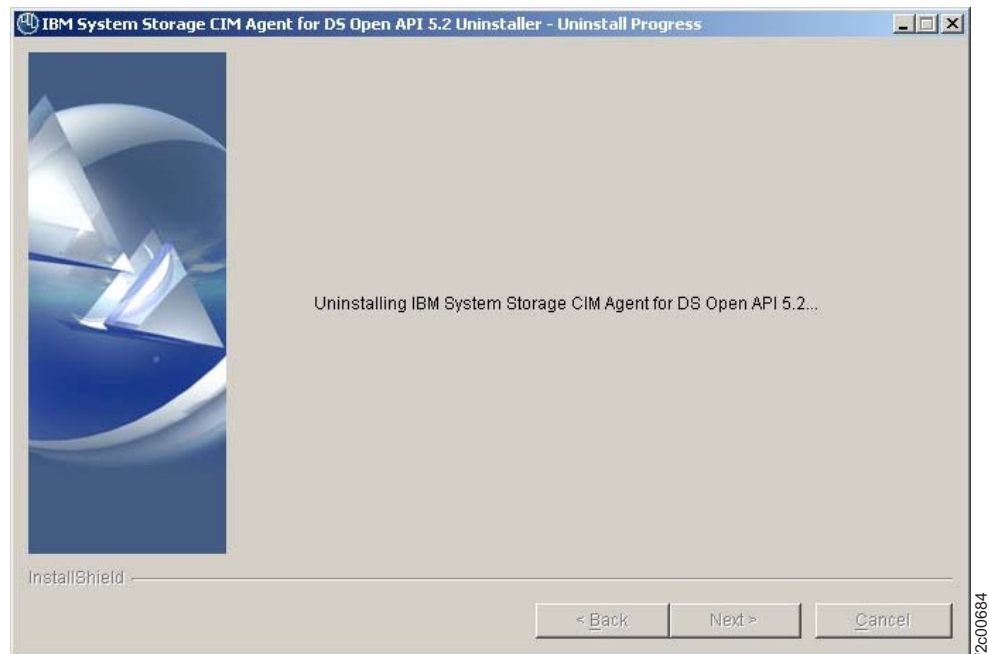 IBM System Storage CIM Agent for DS Open API 5.2 Uninstaller - Uninstall Progress
Uninstalling IBM System Storage CIM Agent for DS Open API 5.2...
InstallShield
< Back
Next >
Cancel
f2c00684